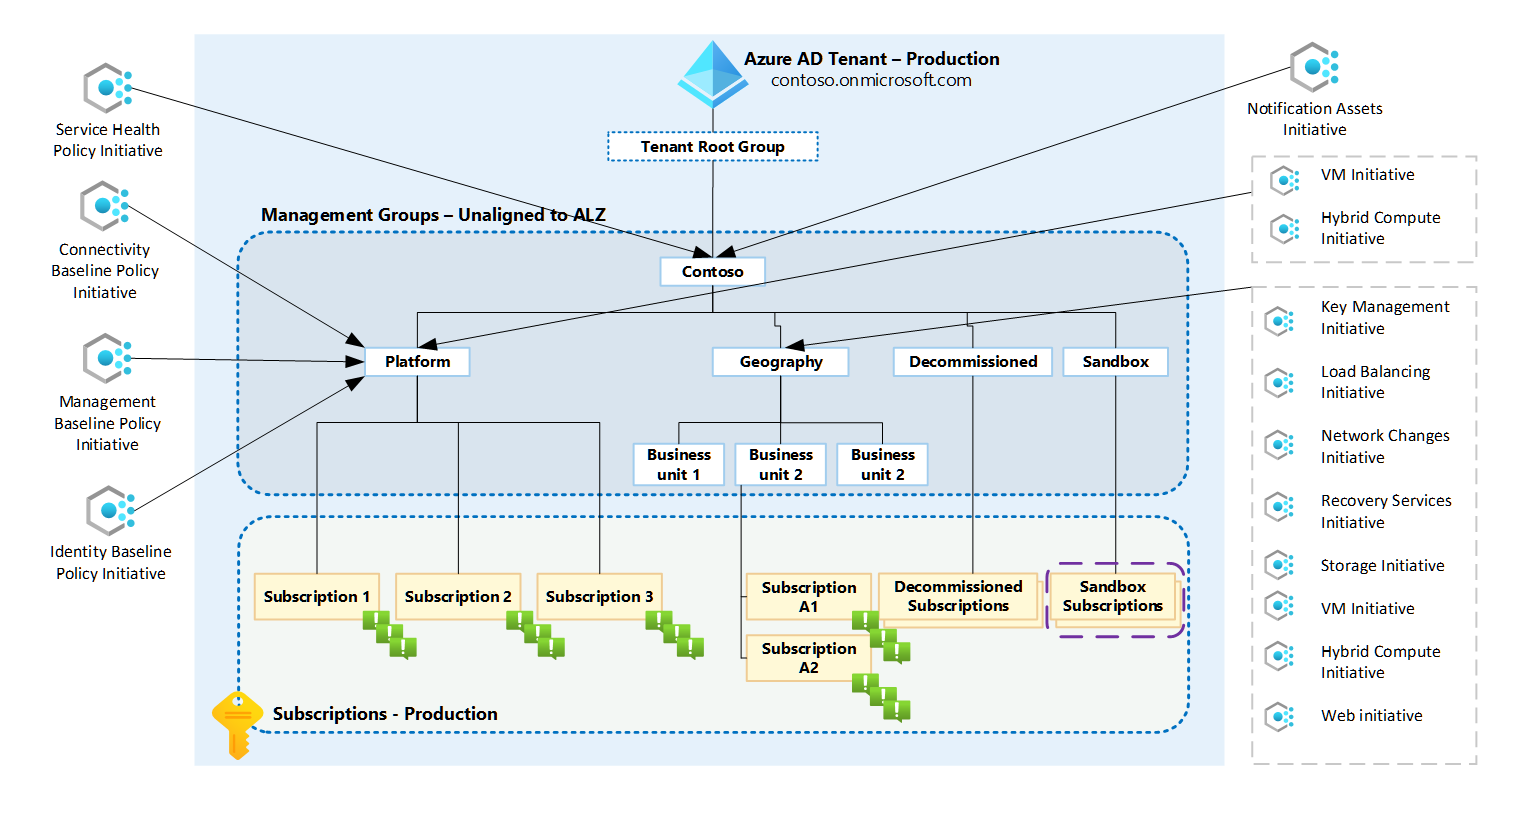 Azure AD Tenant – Production
contoso.onmicrosoft.com
Tenant Root Group
Management Groups – Unaligned to ALZ
Contoso
Platform
Geography
Decommissioned
Sandbox
Business
unit 1
Business
unit 2
Business
unit 2
Subscription 1
Subscription 2
Subscription 3
Subscription
A1
Subscription
A2
Decommissioned
Subscriptions
Sandbox
Subscriptions
Subscriptions - Production
Service Health
Policy Initiative
Connectivity
Baseline Policy
Initiative
Management
Baseline Policy
Initiative
Identity Baseline
Policy Initiative
Notification Assets
Initiative
VM Initiative
Hybrid Compute
Initiative
Key Management
Initiative
Load Balancing
Initiative
Network Changes
Initiative
Recovery Services
Initiative
Storage Initiative
VM Initiative
Hybrid Compute
Initiative
Web initiative